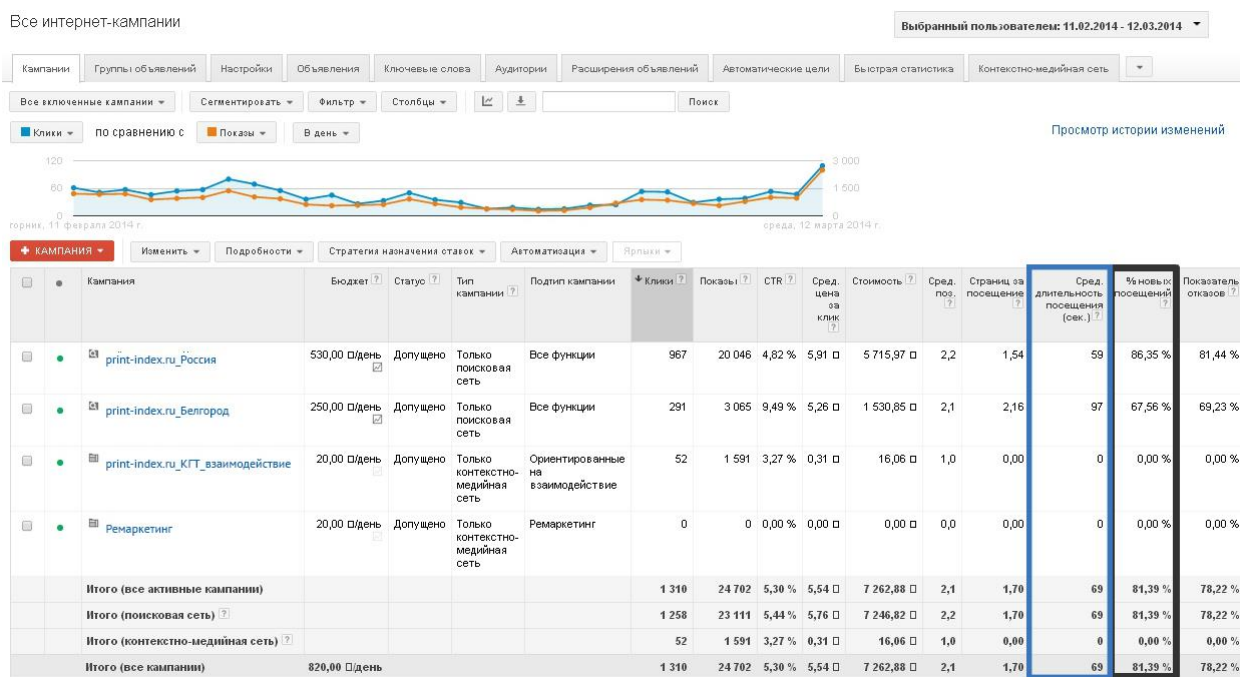 Все интернет-кампании
Выбранный пользователем: 11.02.2014 - 12.03.2014
Кампании Группы объявлений Настройки Объявления Ключевые слова Аудитории Расширения объявлений Автоматические цели Быстрая статистика Контекстно-медийная сеть
Все включенные кампании Сегментировать Фильтр Столбцы Поиск
Клики по сравнению с Показы В день Просмотр истории изменений
120 3 000
60 1 500
0 0
горник, 11 февраля 2014 г. среда, 12 марта 2014 г.
+ КАМПАНИЯ Изменить Подробности Стратегия назначения ставок Автоматизация Ярлыки
Кампания Бюджет ? Статус ? Тип Подтип кампании Клики ? Показы ? CTR ? Сред. Стоимость ? Сред. Страниц за Сред. % новых Показатель
кампании ? цена поз. посещение длительность посещений отказов ?
за ? ? посещения ?
клик (сек.) ?
?
print-index.ru_Россия 530,00 □/день Допущено Только Все функции 967 20 046 4,82 % 5,91 □ 5 715,97 □ 2,2 1,54 59 86,35 % 81,44 %
поисковая
сеть
print-index.ru_Белгород 250,00 □/день Допущено Только Все функции 291 3 065 9,49 % 5,26 □ 1 530,85 □ 2,1 2,16 97 67,56 % 69,23 %
поисковая
сеть
print-index.ru_КГТ_взаимодействие 20,00 □/день Допущено Только Ориентированные 52 1 591 3,27 % 0,31 □ 16,06 □ 1,0 0,00 0 0,00 % 0,00 %
контекстно- на
медийная взаимодействие
сеть
Ремаркетинг 20,00 □/день Допущено Только Ремаркетинг 0 0 0,00 % 0,00 □ 0,00 □ 0,0 0,00 0 0,00 % 0,00 %
контекстно-
медийная
сеть
Итого (все активные кампании) 1 310 24 702 5,30 % 5,54 □ 7 262,88 □ 2,1 1,70 69 81,39 % 78,22 %
Итого (поисковая сеть) ? 1 258 23 111 5,44 % 5,76 □ 7 246,82 □ 2,2 1,70 69 81,39 % 78,22 %
Итого (контекстно-медийная сеть) ? 52 1 591 3,27 % 0,31 □ 16,06 □ 1,0 0,00 0 0,00 % 0,00 %
Итого (все кампании) 820,00 □/день 1 310 24 702 5,30 % 5,54 □ 7 262,88 □ 2,1 1,70 69 81,39 % 78,22 %